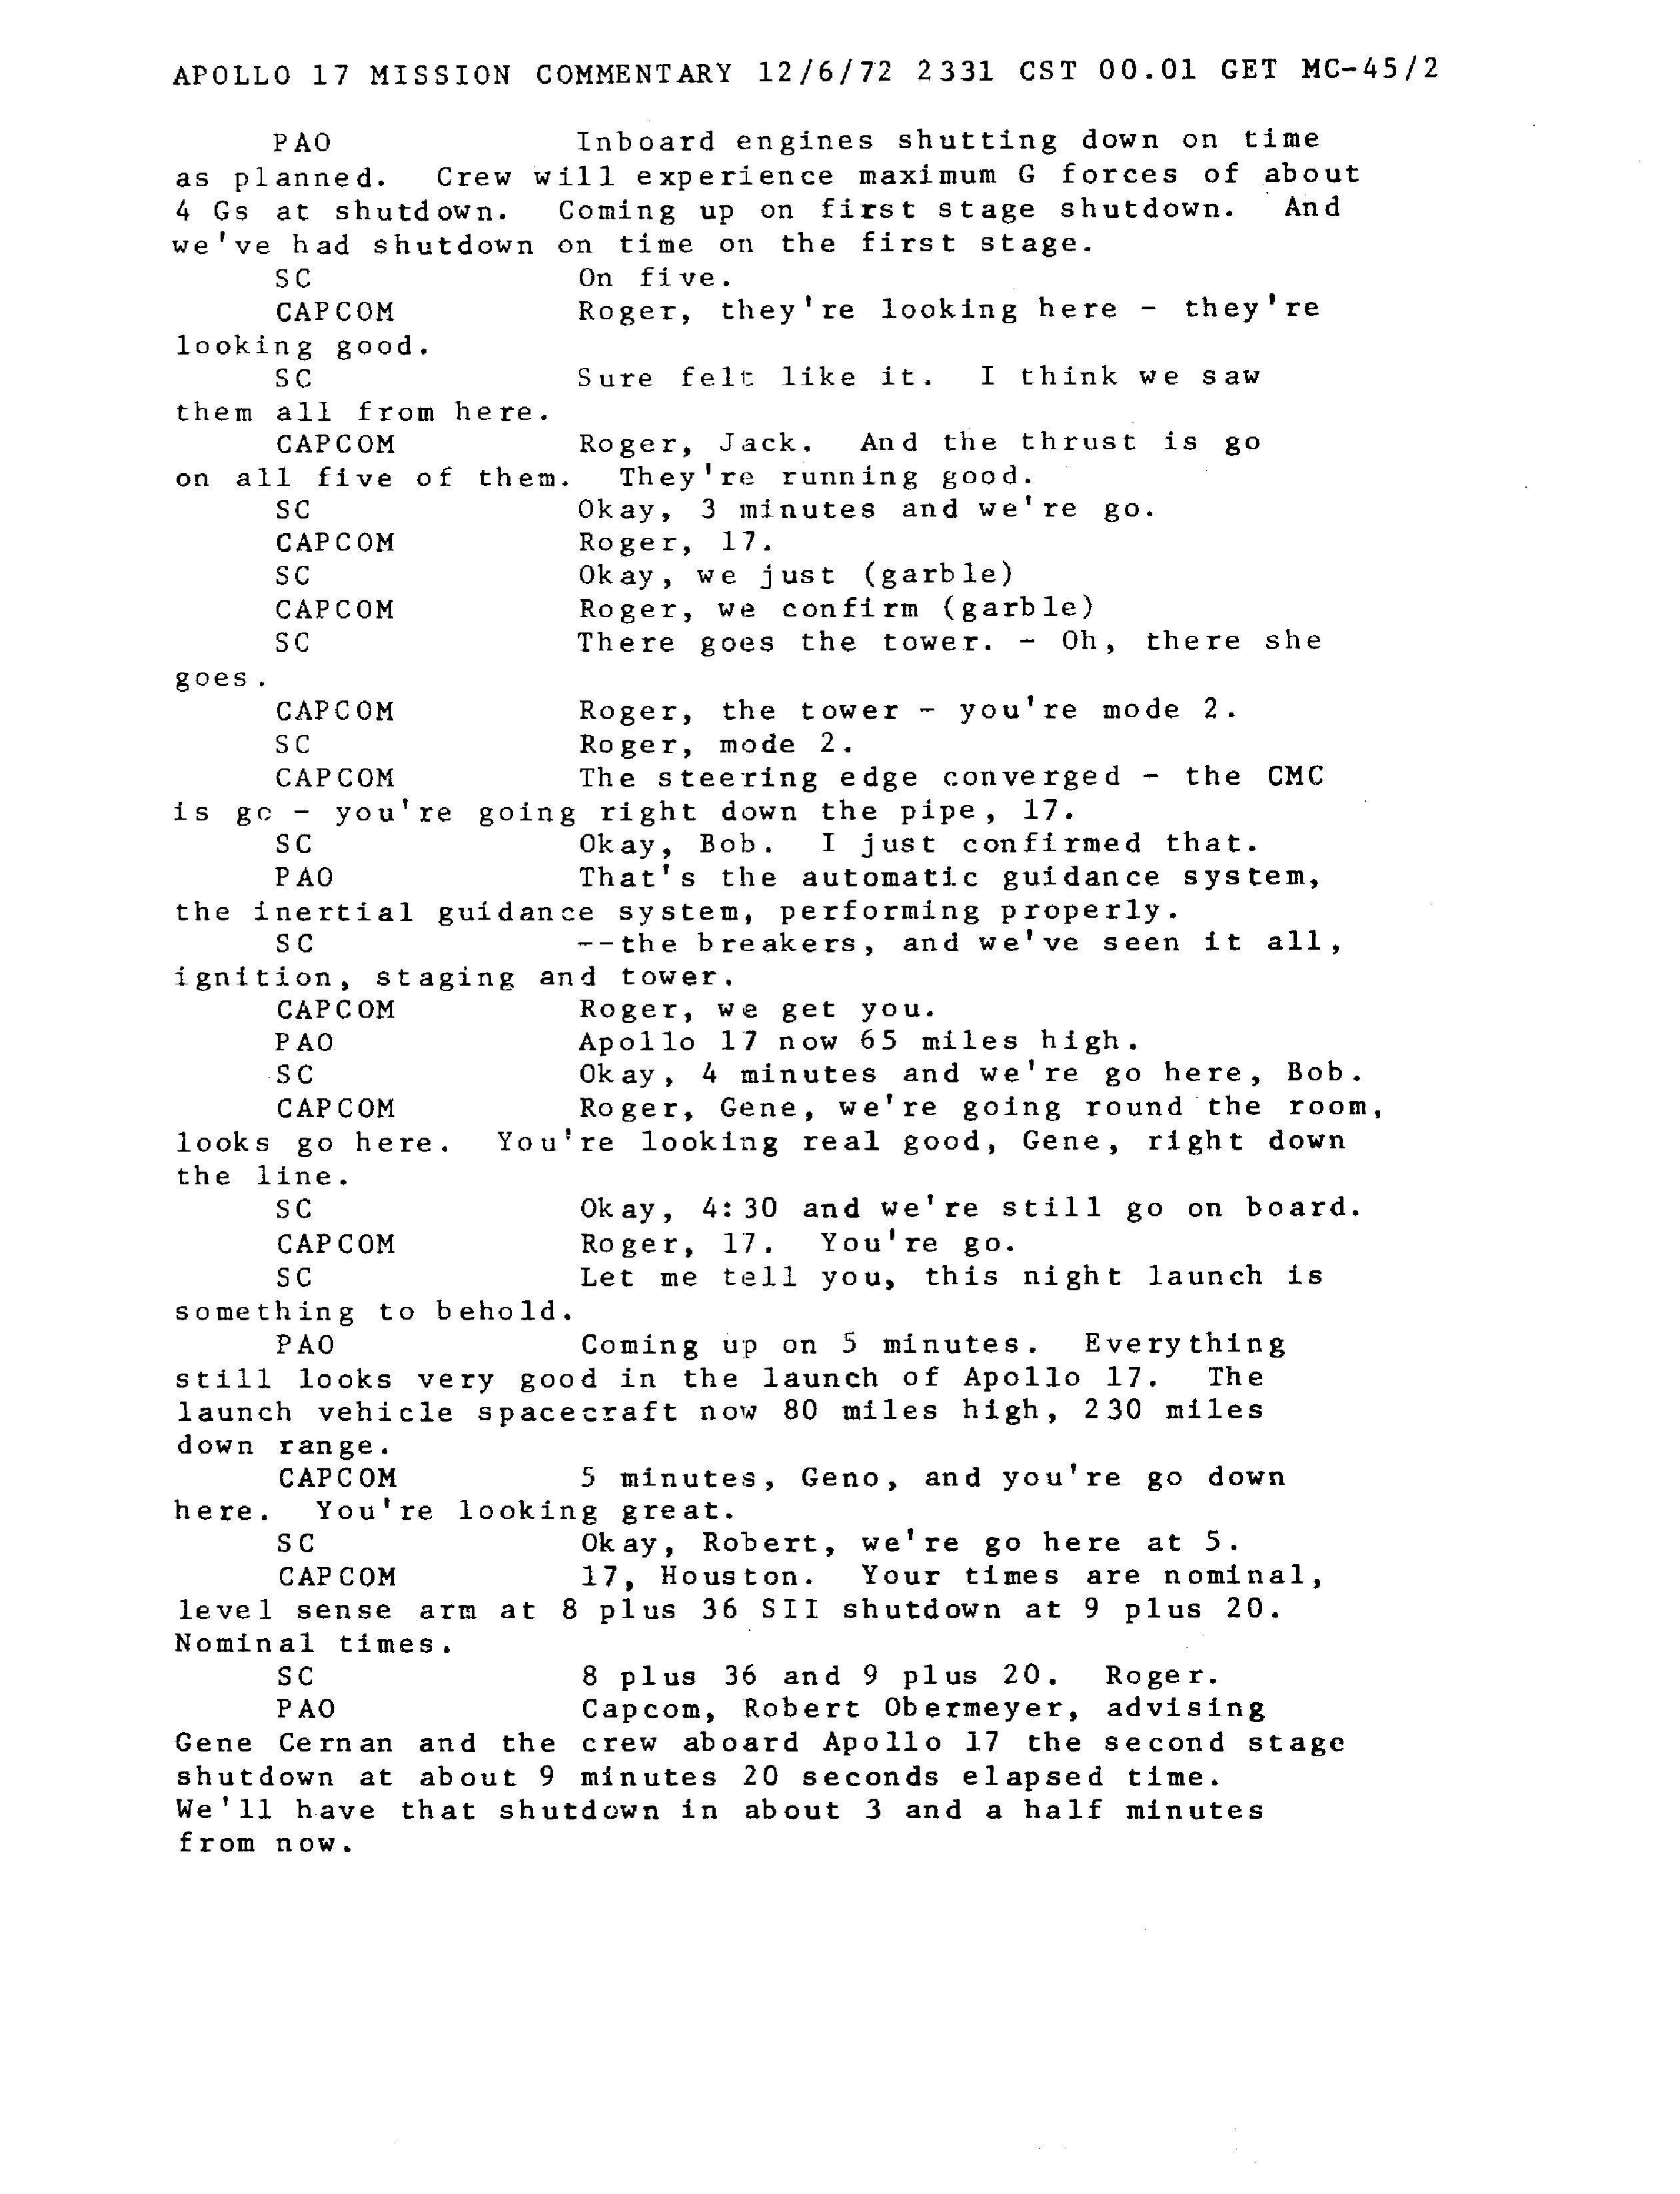 APOLLO 17 MISSION COMMENTARY 12/6/72 2331 CST 00.01 GET MC-45/2
PAO Inboard engines shutting down on time
as planned. Crew will experience maximum G forces of about
4 Gs at shutdown. Coming up on first stage shutdown. And
we've had shutdown on time on the first stage.
SC On five.
CAPCOM Roger, they're looking here - they're
looking good.
SC Sure felt like it. I think we saw
them all from here.
CAPCOM Roger, Jack. And the thrust is go
on all five of them. They're running good.
SC Okay, 3 minutes and we're go.
CAPCOM Roger, 17.
SC Okay, we just (garble)
CAPCOM Roger, we confirm (garble)
SC There goes the tower. - Oh, there she
goes.
CAPCOM Roger, the tower - you're mode 2.
SC Roger, mode 2.
CAPCOM The steering edge converged - the CMC
is go - you're going right down the pipe, 17.
SC Okay, Bob. I just confirmed that.
PAO That's the automatic guidance system,
the inertial guidance system, performing properly.
SC --the breakers, and we've seen it all,
ignition, staging and tower.
CAPCOM Roger, we get you.
PAO Apollo 17 now 65 miles high.
SC Okay, 4 minutes and we're go here, Bob.
CAPCOM Roger, Gene, we're going round the room,
looks go here. You're looking real good, Gene, right down
the line.
SC Okay, 4:30 and we're still go on board.
CAPCOM Roger, 17. You're go.
SC Let me tell you, this night launch is
something to behold.
PAO Coming up on 5 minutes. Everything
still looks very good in the launch of Apollo 17. The
launch vehicle spacecraft now 80 miles high, 230 miles
down range.
CAPCOM 5 minutes, Geno, and you're go down
here. You're looking great.
SC Okay, Robert, we're go here at 5.
CAPCOM 17, Houston. Your times are nominal,
level sense arm at 8 plus 36 SII shutdown at 9 plus 20.
Nominal times.
SC 8 plus 36 and 9 plus 20. Roger.
PAO Capcom, Robert Obermeyer, advising
Gene Cernan and the crew aboard Apollo 17 the second stage
shutdown at about 9 minutes 20 seconds elapsed time.
We'll have that shutdown in about 3 and a half minutes
from now.